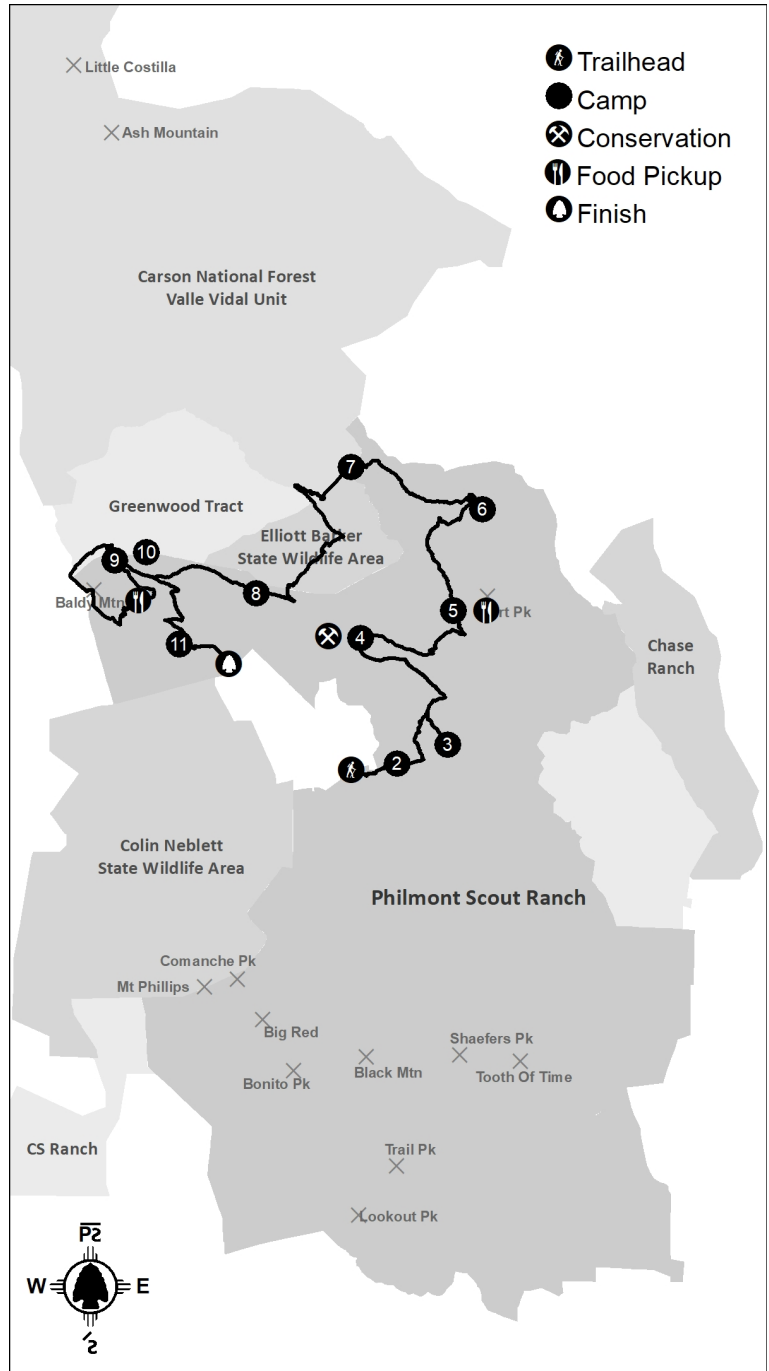 Little Costilla
Ash Mountain
Trailhead
Camp
Conservation
Food Pickup
Finish
Carson National Forest
Valle Vidal Unit
7
Greenwood Tract
6
Elliott Barker
State Wildlife Area
10
9
8
Baldy Mtn
5
rt Pk
4
11
Chase
Ranch
3
2
Colin Neblett
State Wildlife Area
Philmont Scout Ranch
Comanche Pk
Mt Phillips
Big Red
Shaefers Pk
Black Mtn
Tooth Of Time
Bonito Pk
CS Ranch
Trail Pk
Lookout Pk
W
E